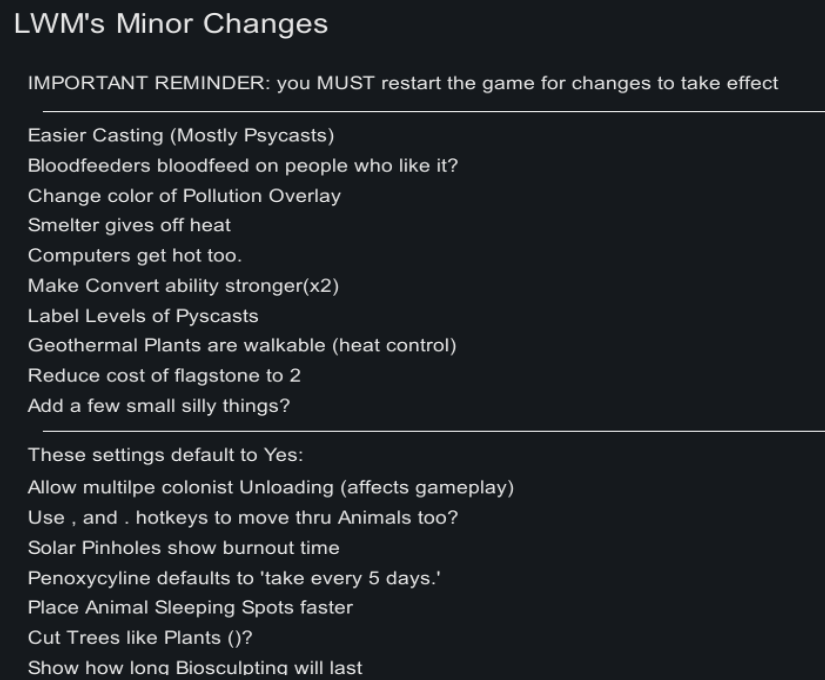 LWM's Minor Changes
IMPORTANT REMINDER: you MUST restart the game for changes to take effect
Easier Casting (Mostly Psycasts)
Bloodfeeders bloodfeed on people who like it?
Change color of Pollution Overlay
Smelter gives off heat
Computers get hot too.
Make Convert ability stronger(x2)
Label Levels of Pyscasts
Geothermal Plants are walkable (heat control)
Reduce cost of flagstone to 2
Add a few small silly things?
These settings default to Yes:
Allow multilpe colonist Unloading (affects gameplay)
Use , and . hotkeys to move thru Animals too?
Solar Pinholes show burnout time
Penoxycyline defaults to 'take every 5 days.'
Place Animal Sleeping Spots faster
Cut Trees like Plants ()?
Show how long Biosculpting will last